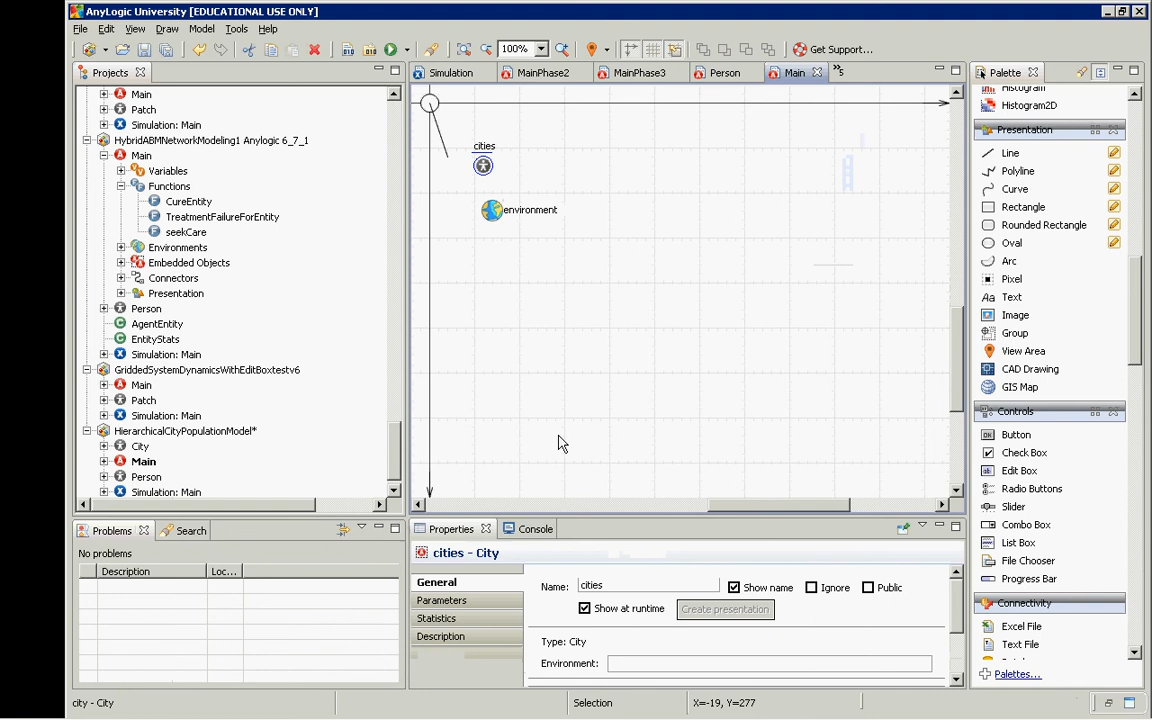 AnyLogic University [EDUCATIONAL USE ONLY]
File Edit View Draw Model Tools Help
100% Get Support...
Projects
Simulation MainPhase2 MainPhase3 Person Main »5
Palette
Main
Patch
Simulation: Main
HybridABMNetworkModeling1 Anylogic 6_7_1
Main
Variables
Functions
CureEntity
TreatmentFailureForEntity
seekCare
Environments
Embedded Objects
Connectors
Presentation
Person
AgentEntity
EntityStats
Simulation: Main
GriddedSystemDynamicsWithEditBoxtestv6
Main
Patch
Simulation: Main
HierarchicalCityPopulationModel*
City
Main
Person
Simulation: Main
cities
environment
Histogram
Histogram2D
Presentation
Line
Polyline
Curve
Rectangle
Rounded Rectangle
Oval
Arc
Pixel
Aa Text
Image
Group
View Area
CAD Drawing
GIS Map
Controls
Button
Check Box
Edit Box
Radio Buttons
Slider
Combo Box
List Box
File Chooser
Progress Bar
Connectivity
Excel File
Text File
Palettes...
Problems Search
No problems
Description Loc...
Properties Console
cities - City
General
Parameters
Statistics
Description
Name: cities Show name Ignore Public
Show at runtime Create presentation
Type: City
Environment:
city - City Selection X=-19, Y=277